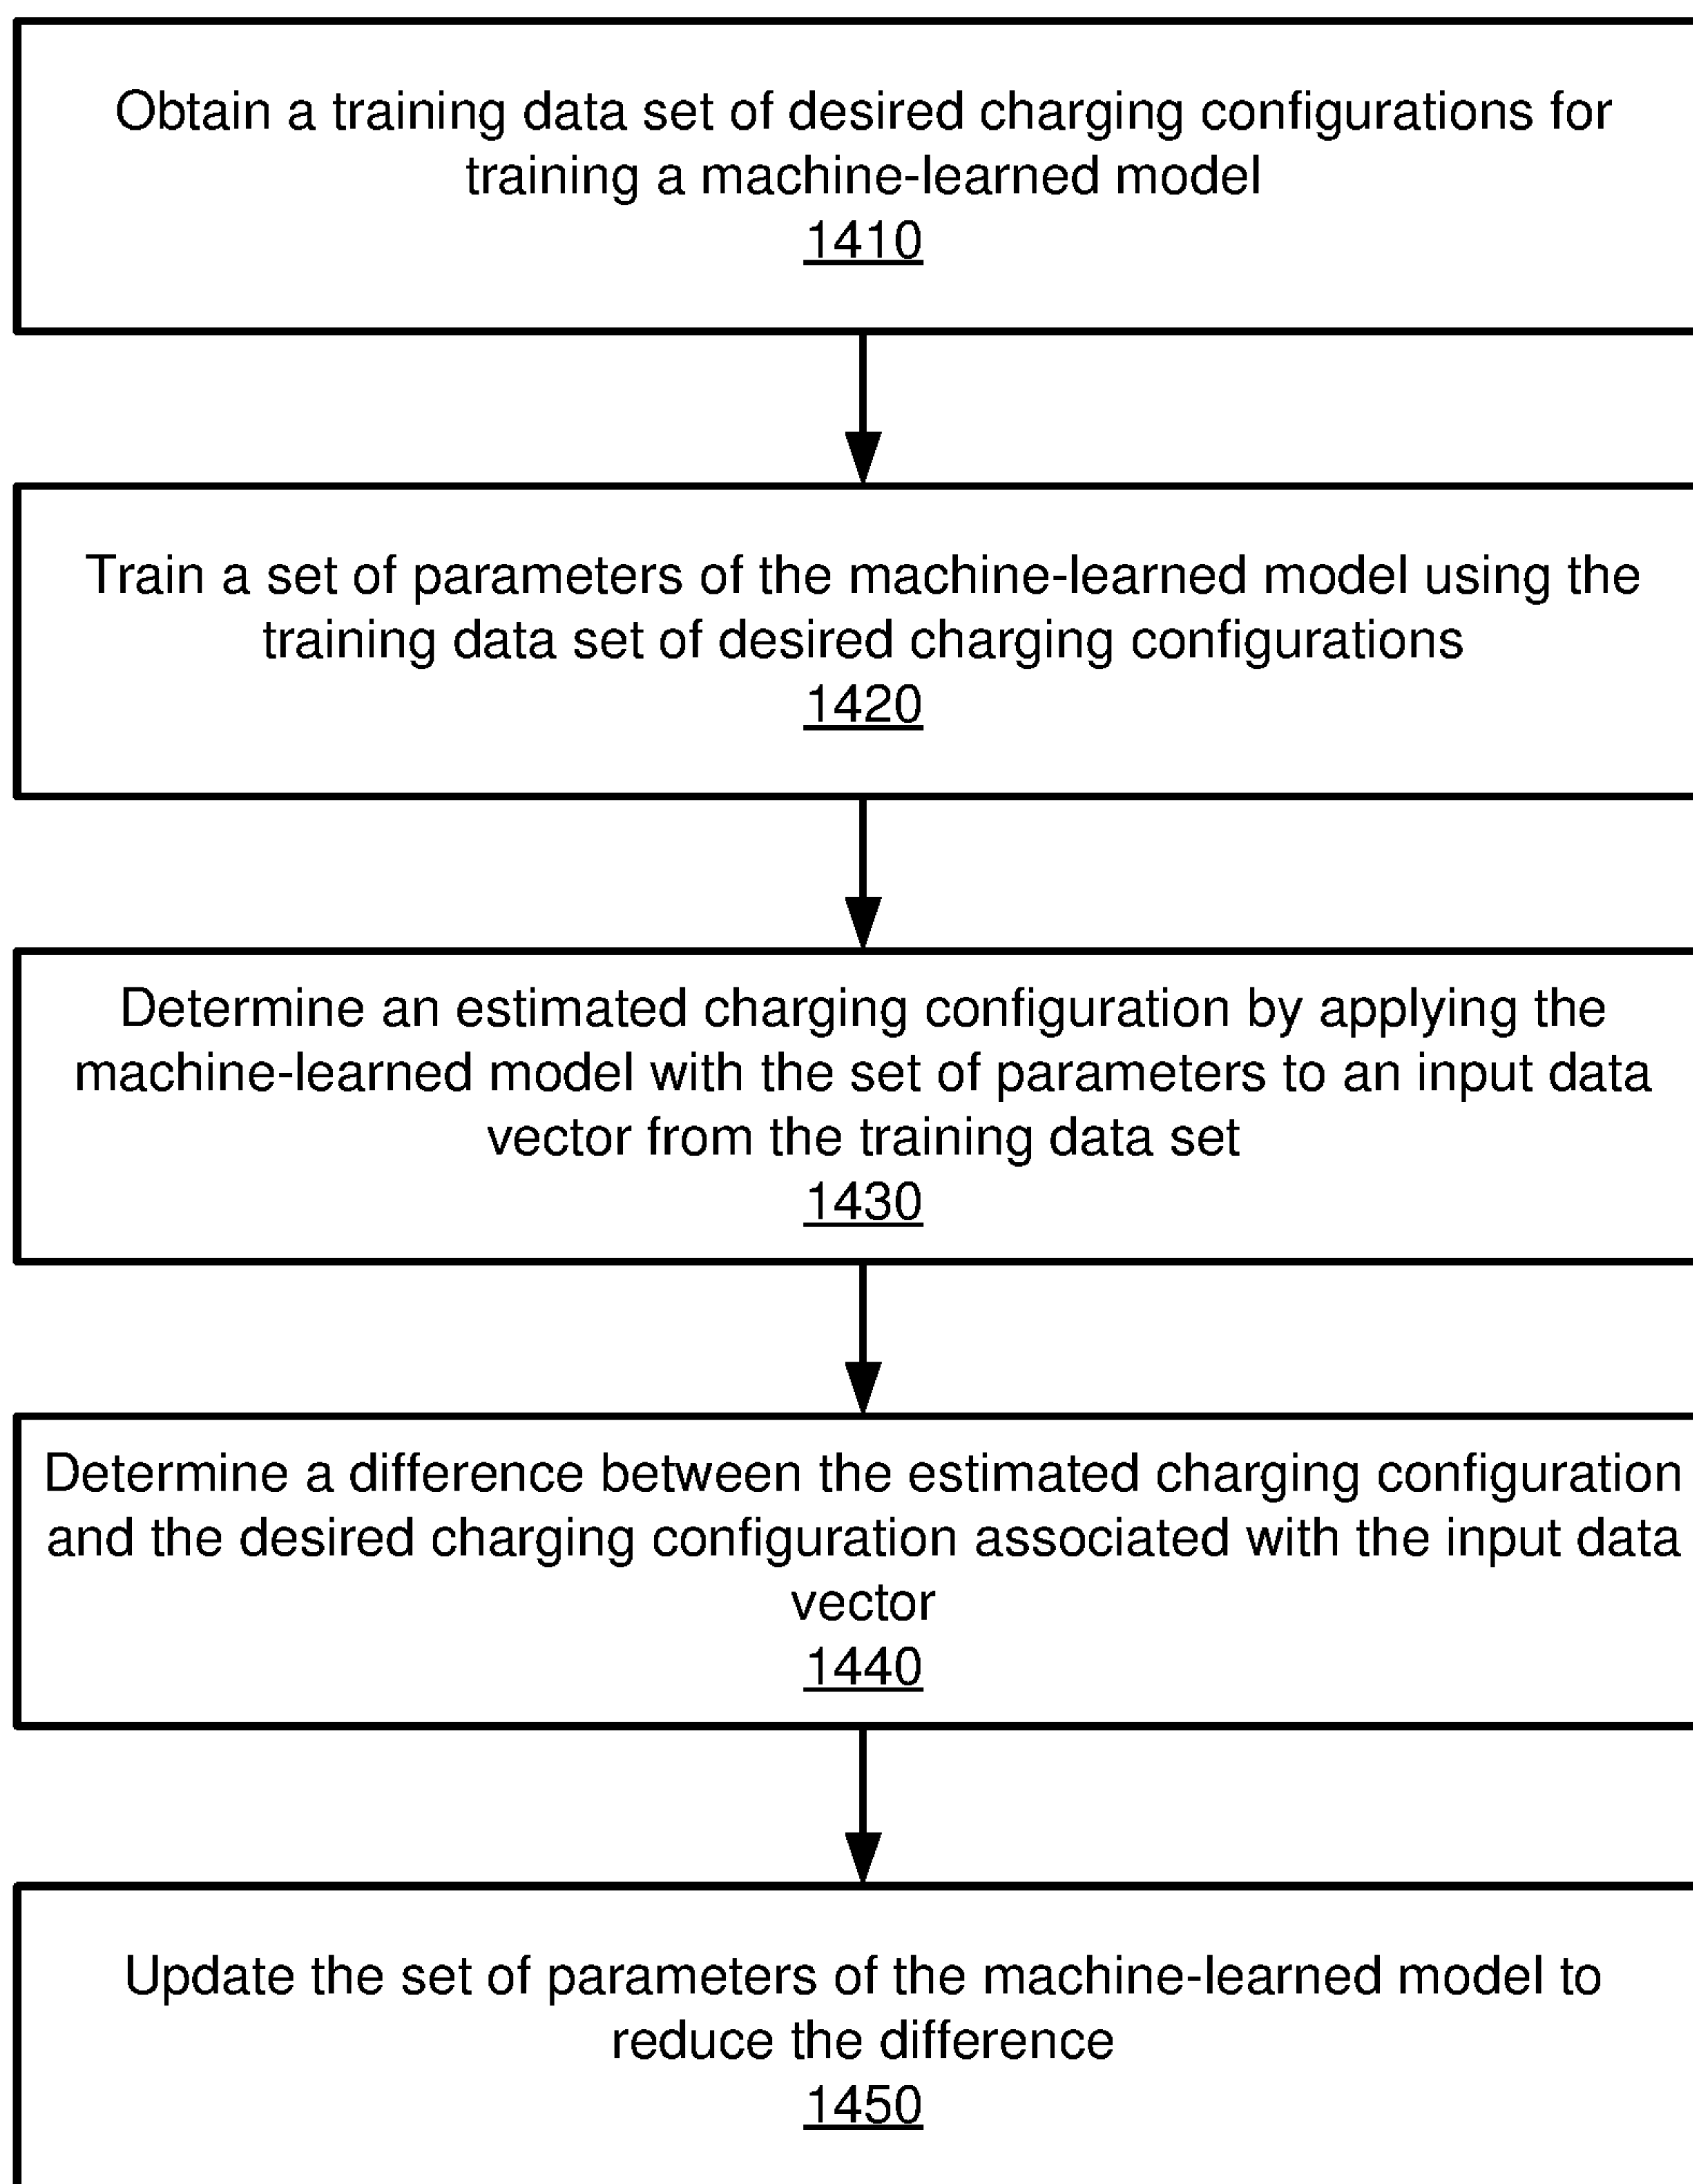 Obtain a training data set of desired charging configurations for
training a machine-learned model
1410
Train a set of parameters of the machine-learned model using the
training data set of desired charging configurations
1420
Determine an estimated charging configuration by applying the
machine-learned model with the set of parameters to an input data
vector from the training data set
1430
Determine a difference between the estimated charging configuration
and the desired charging configuration associated with the input data
vector
1440
Update the set of parameters of the machine-learned model to
reduce the difference
1450